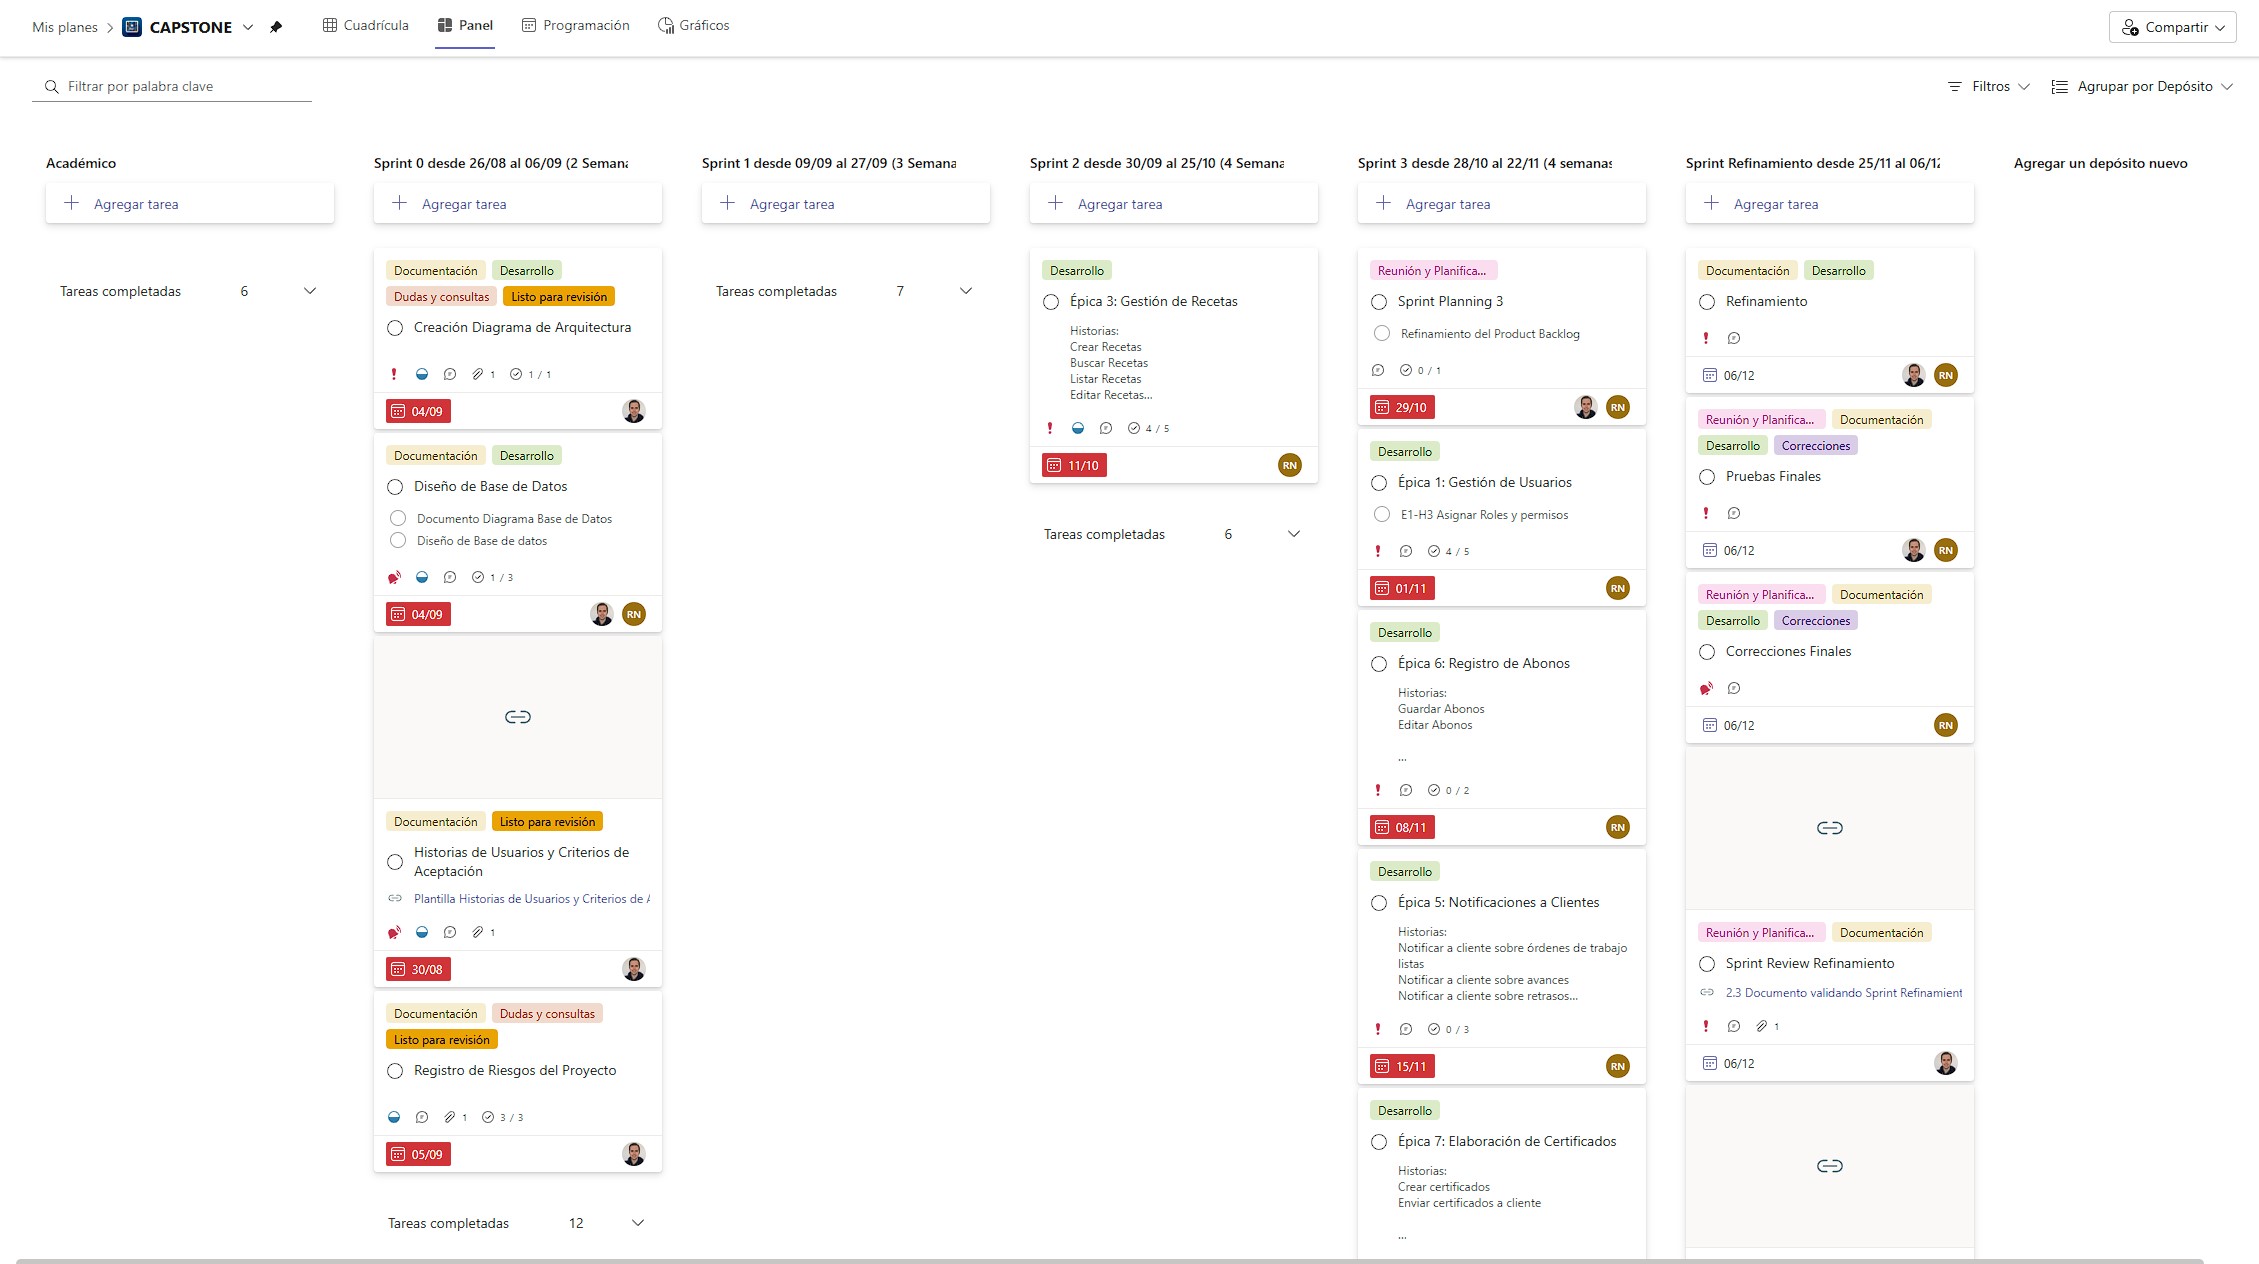 Mis planes
CAPSTONE
Cuadrícula
Panel
Programación
Gráficos
Compartir
Filtrar por palabra clave
Filtros
Agrupar por Depósito
Académico
Agregar tarea
Tareas completadas 6
Sprint 0 desde 26/08 al 06/09 (2 Semana
Agregar tarea
Documentación Desarrollo
Dudas y consultas Listo para revisión
Creación Diagrama de Arquitectura
1 1 / 1
04/09
Documentación Desarrollo
Diseño de Base de Datos
Documento Diagrama Base de Datos
Diseño de Base de datos
1 / 3
04/09 RN
Documentación Listo para revisión
Historias de Usuarios y Criterios de
Aceptación
Plantilla Historias de Usuarios y Criterios de A
1
30/08
Documentación Dudas y consultas
Listo para revisión
Registro de Riesgos del Proyecto
1 3 / 3
05/09
Tareas completadas 12
Sprint 1 desde 09/09 al 27/09 (3 Semana
Agregar tarea
Tareas completadas 7
Sprint 2 desde 30/09 al 25/10 (4 Semana
Agregar tarea
Desarrollo
Épica 3: Gestión de Recetas
Historias:
Crear Recetas
Buscar Recetas
Listar Recetas
Editar Recetas...
4 / 5
11/10 RN
Tareas completadas 6
Sprint 3 desde 28/10 al 22/11 (4 semanas
Agregar tarea
Reunión y Planifica...
Sprint Planning 3
Refinamiento del Product Backlog
0 / 1
29/10 RN
Desarrollo
Épica 1: Gestión de Usuarios
E1-H3 Asignar Roles y permisos
4 / 5
01/11 RN
Desarrollo
Épica 6: Registro de Abonos
Historias:
Guardar Abonos
Editar Abonos
...
0 / 2
08/11 RN
Desarrollo
Épica 5: Notificaciones a Clientes
Historias:
Notificar a cliente sobre órdenes de trabajo
listas
Notificar a cliente sobre avances
Notificar a cliente sobre retrasos...
0 / 3
15/11 RN
Desarrollo
Épica 7: Elaboración de Certificados
Historias:
Crear certificados
Enviar certificados a cliente
...
Sprint Refinamiento desde 25/11 al 06/12
Agregar tarea
Documentación Desarrollo
Refinamiento
06/12 RN
Reunión y Planifica... Documentación
Desarrollo Correcciones
Pruebas Finales
06/12 RN
Reunión y Planifica... Documentación
Desarrollo Correcciones
Correcciones Finales
06/12 RN
Reunión y Planifica... Documentación
Sprint Review Refinamiento
2.3 Documento validando Sprint Refinamient
1
06/12
Agregar un depósito nuevo